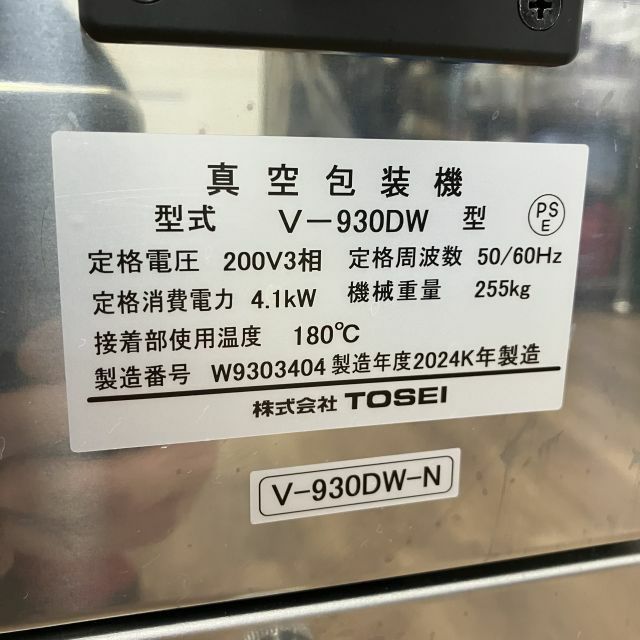 真空包装機
型式 V-930DW 型 PSE
定格電圧 200V3相 定格周波数 50/60Hz
定格消費電力 4.1kW 機械重量 255kg
接着部使用温度 180℃
製造番号 W9303404 製造年度2024K年製造
株式会社 TOSEI
V-930DW-N